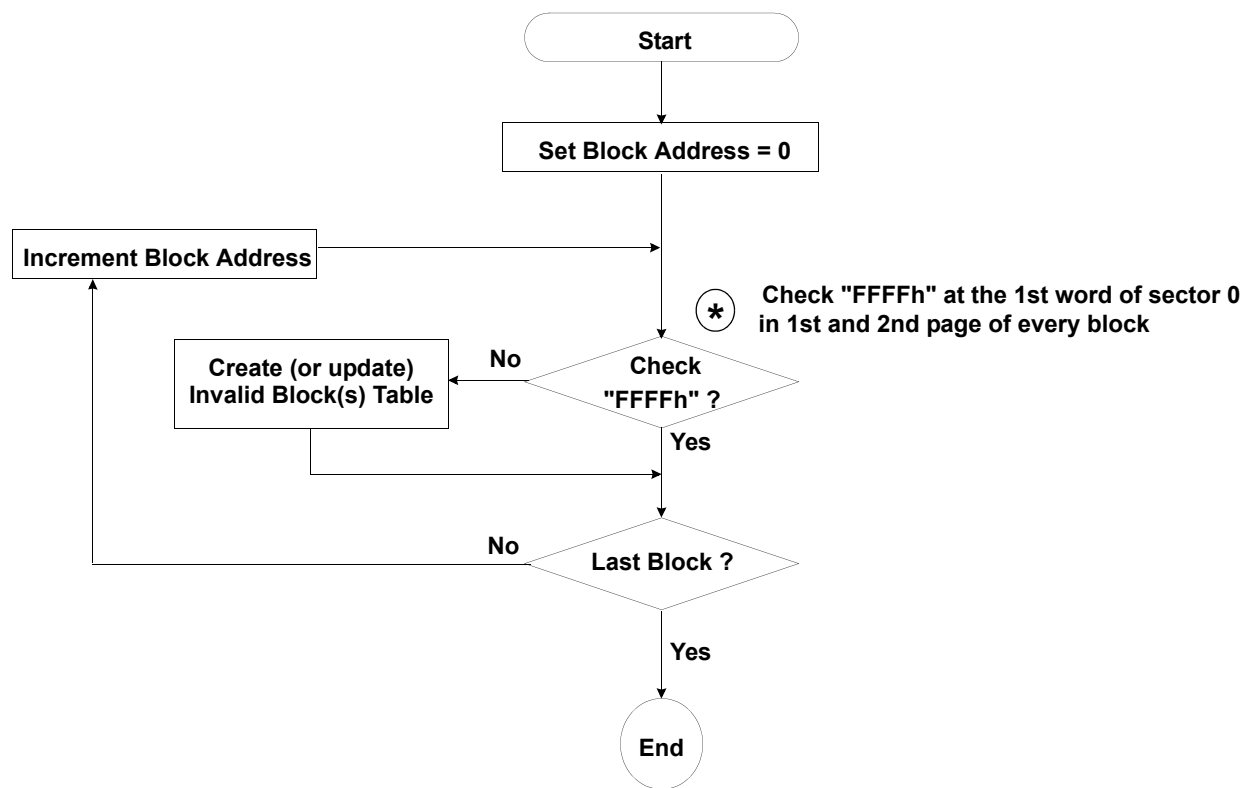 Start
Set Block Address = 0
Increment Block Address
* Check "FFFFh" at the 1st word of sector 0
in 1st and 2nd page of every block
No
Check
"FFFFh" ?
Create (or update)
Invalid Block(s) Table
Yes
No
Last Block ?
Yes
End